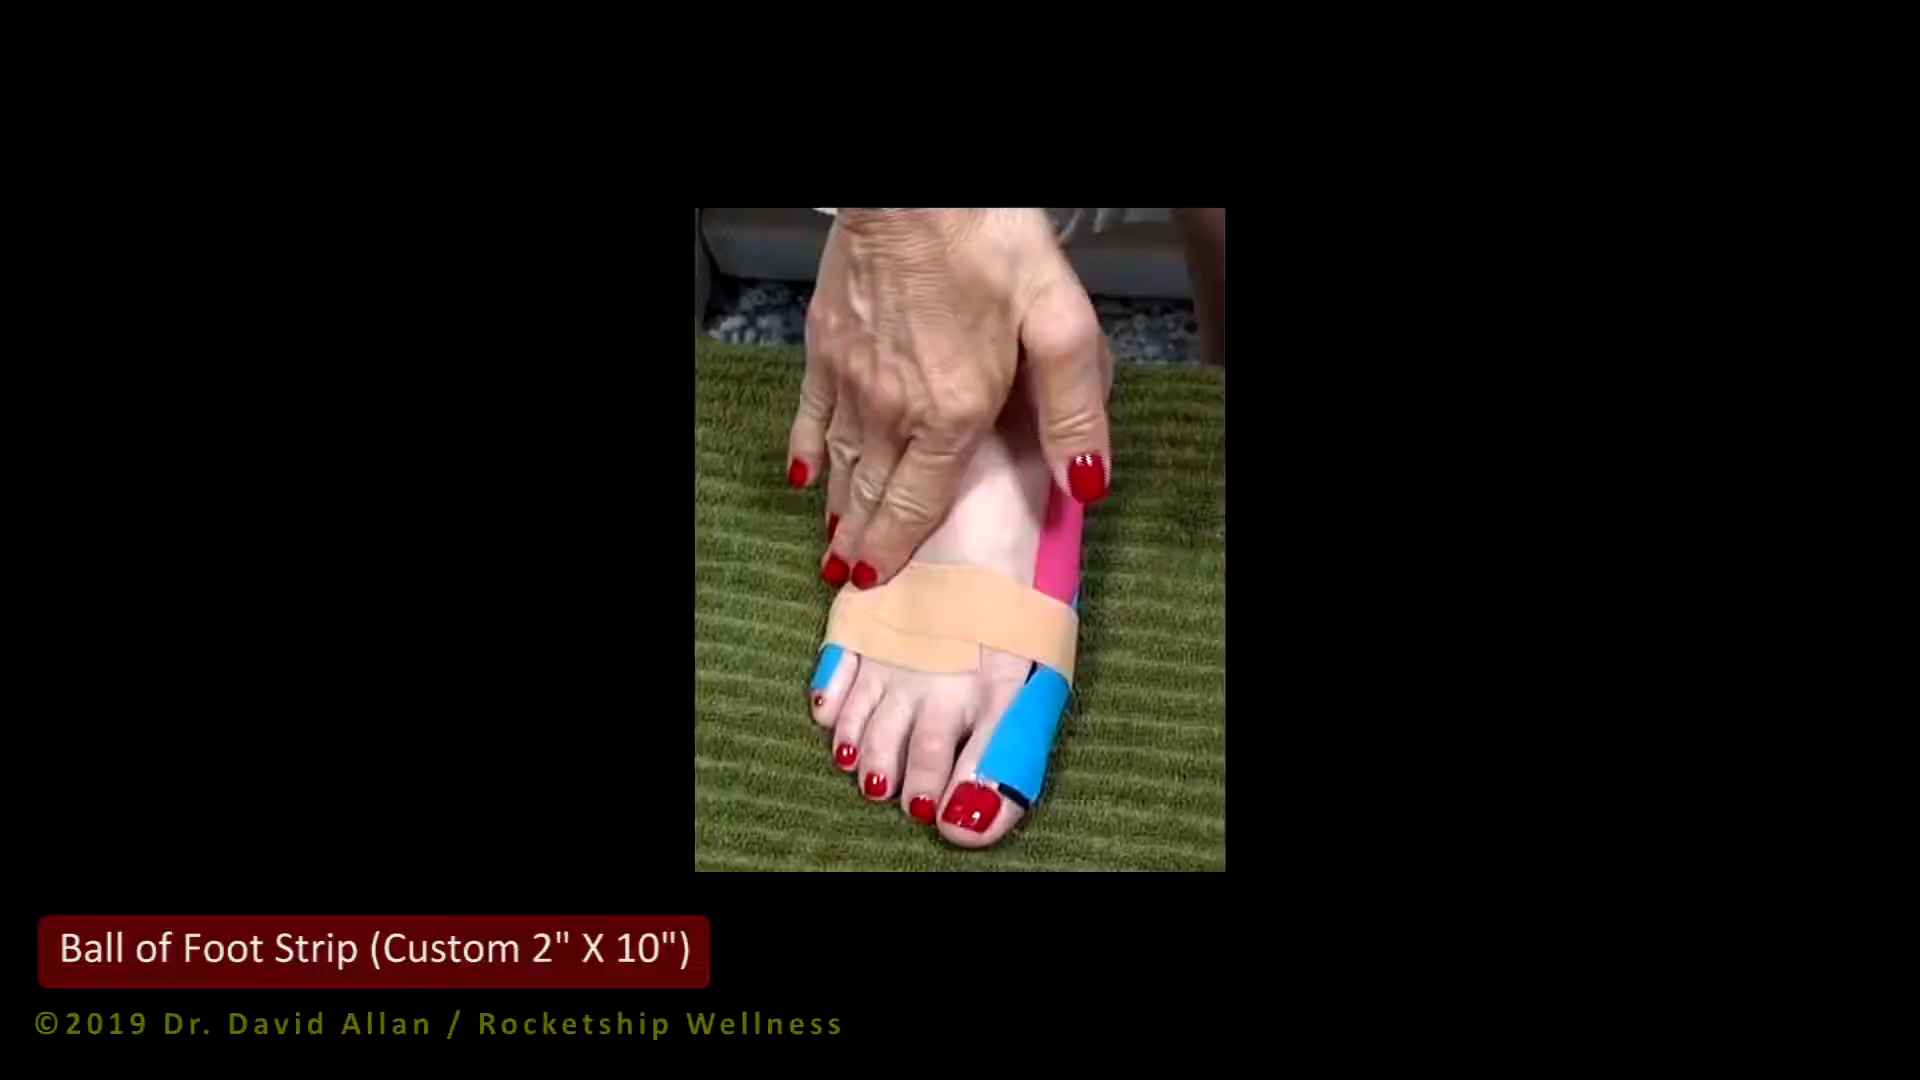 Ball of Foot Strip (Custom 2" X 10")
©2019 Dr. David Allan / Rocketship Wellness